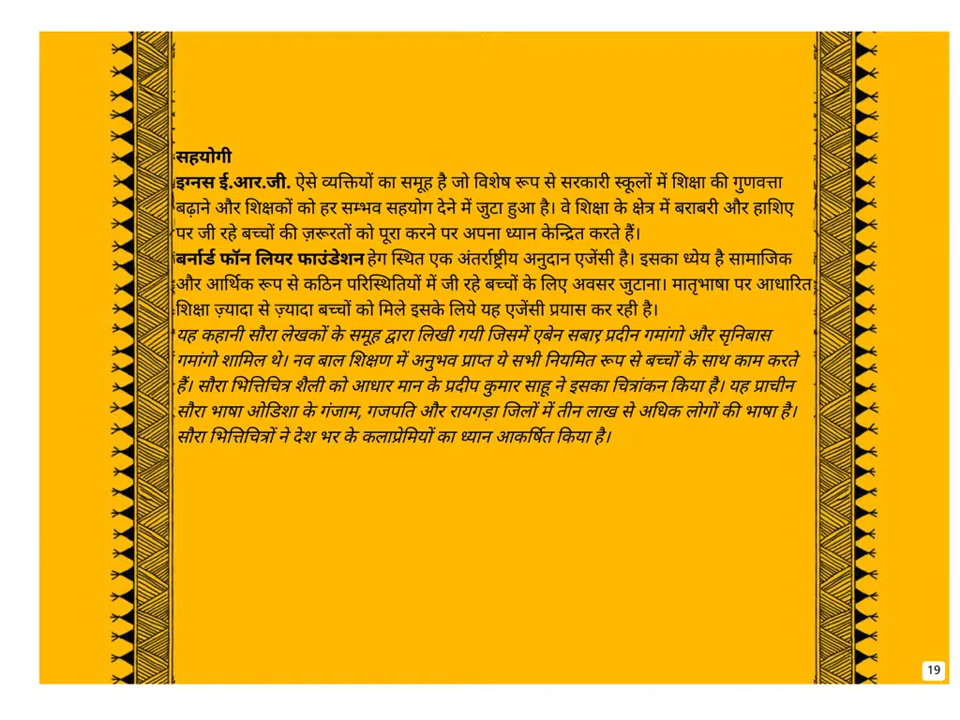 सहयोगी
इग्नस ई.आर.जी. ऐसे व्यक्तियों का समूह है जो विशेष रूप से सरकारी स्कूलों में शिक्षा की गुणवत्ता
बढ़ाने और शिक्षकों को हर सम्भव सहयोग देने में जुटा हुआ है। वे शिक्षा के क्षेत्र में बराबरी और हाशिए
पर जी रहे बच्चों की ज़रूरतों को पूरा करने पर अपना ध्यान केन्द्रित करते हैं।
बर्नार्ड फॉन लियर फाउंडेशन हेग स्थित एक अंतर्राष्ट्रीय अनुदान एजेंसी है। इसका ध्येय है सामाजिक
और आर्थिक रूप से कठिन परिस्थितियों में जी रहे बच्चों के लिए अवसर जुटाना। मातृभाषा पर आधारित
शिक्षा ज़्यादा से ज़्यादा बच्चों को मिले इसके लिये यह एजेंसी प्रयास कर रही है।
यह कहानी सौरा लेखकों के समूह द्वारा लिखी गयी जिसमें एबेन सबार, प्रदीन गमांगो और सृनिबास
गमांगो शामिल थे। नव बाल शिक्षण में अनुभव प्राप्त ये सभी नियमित रूप से बच्चों के साथ काम करते
हैं। सौरा भित्तिचित्र शैली को आधार मान के प्रदीप कुमार साहू ने इसका चित्रांकन किया है। यह प्राचीन
सौरा भाषा ओडिशा के गंजाम, गजपति और रायगड़ा जिलों में तीन लाख से अधिक लोगों की भाषा है।
सौरा भित्तिचित्रों ने देश भर के कलाप्रेमियों का ध्यान आकर्षित किया है।
19